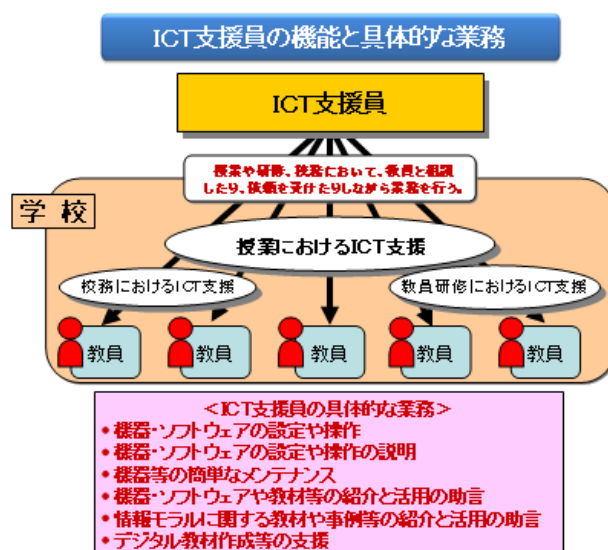 ICT支援員の機能と具体的な業務
ICT支援員
授業や研修、校務において、教員と相談
したり、依頼を受けたりしながら業務を行う。
学校
授業におけるICT支援
校務におけるICT支援
教員研修におけるICT支援
教員
教員
教員
教員
教員
<ICT支援員の具体的な業務>
•機器・ソフトウェアの設定や操作
•機器・ソフトウェアの設定や操作の説明
•機器等の簡単なメンテナンス
•機器・ソフトウェアや教材等の紹介と活用の助言
•情報モラルに関する教材や事例等の紹介と活用の助言
•デジタル教材作成等の支援